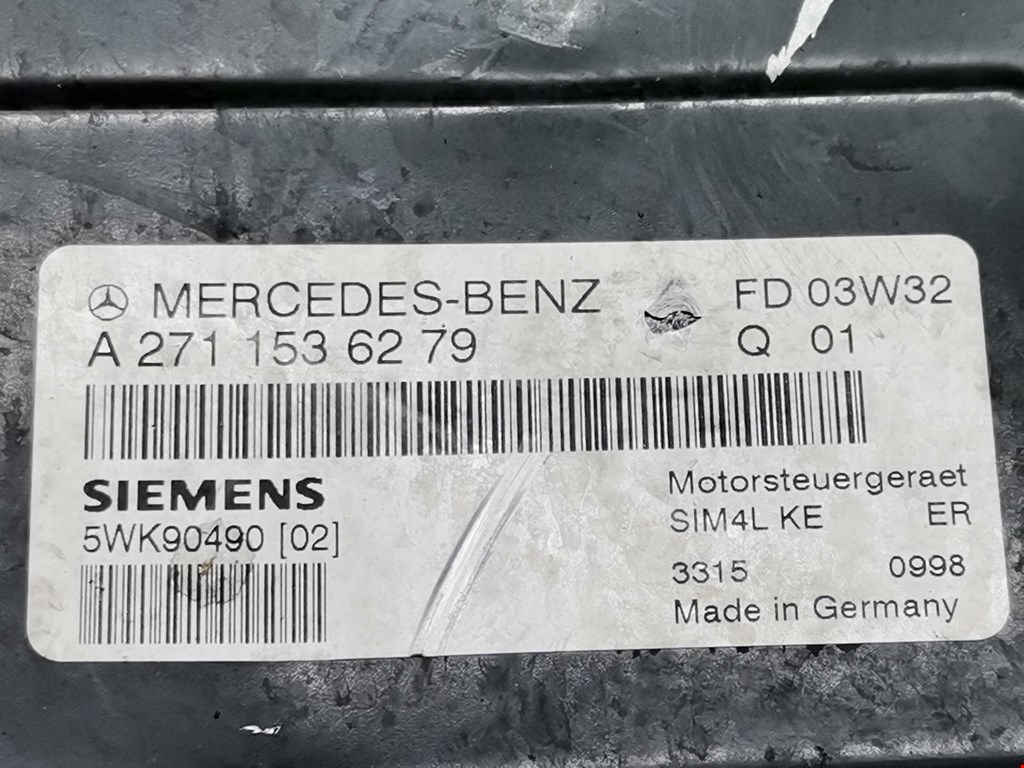 MERCEDES-BENZ FD 03W32
A 271 153 62 79 Q 01
SIEMENS
5WK90490 [02]
Motorsteuergeraet
SIM4L KE ER
3315 0998
Made in Germany